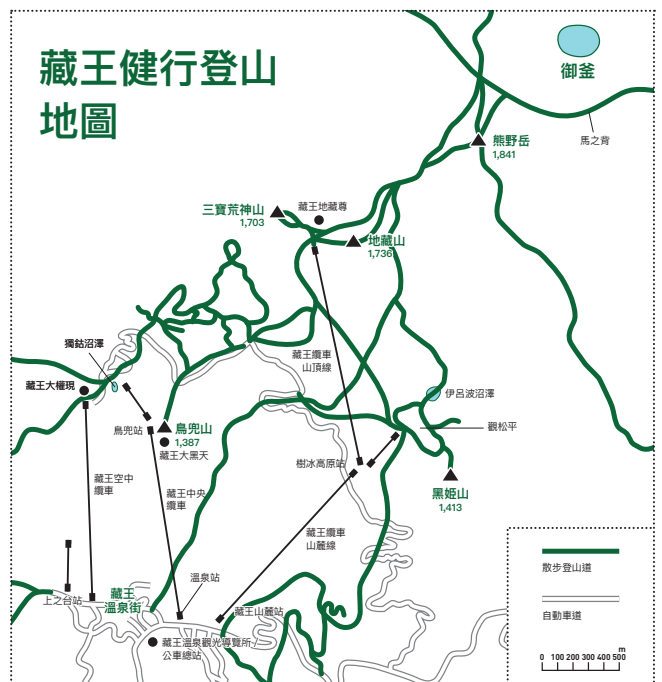 藏王健行登山
地圖
御釜
熊野岳
1,841
馬之背
三寶荒神山
1,703
藏王地藏尊
地藏山
1,736
獨鈷沼澤
藏王大權現
藏王纜車
山頂線
伊呂波沼澤
鳥兜站
鳥兜山
1,387
藏王大黑天
觀松平
樹冰高原站
黑姬山
1,413
藏王空中
纜車
藏王中央
纜車
藏王纜車
山麓線
溫泉站
上之台站
藏王
溫泉街
藏王山麓站
藏王溫泉觀光導覽所/
公車總站
散步登山道
自動車道
m
0 100 200 300 400 500